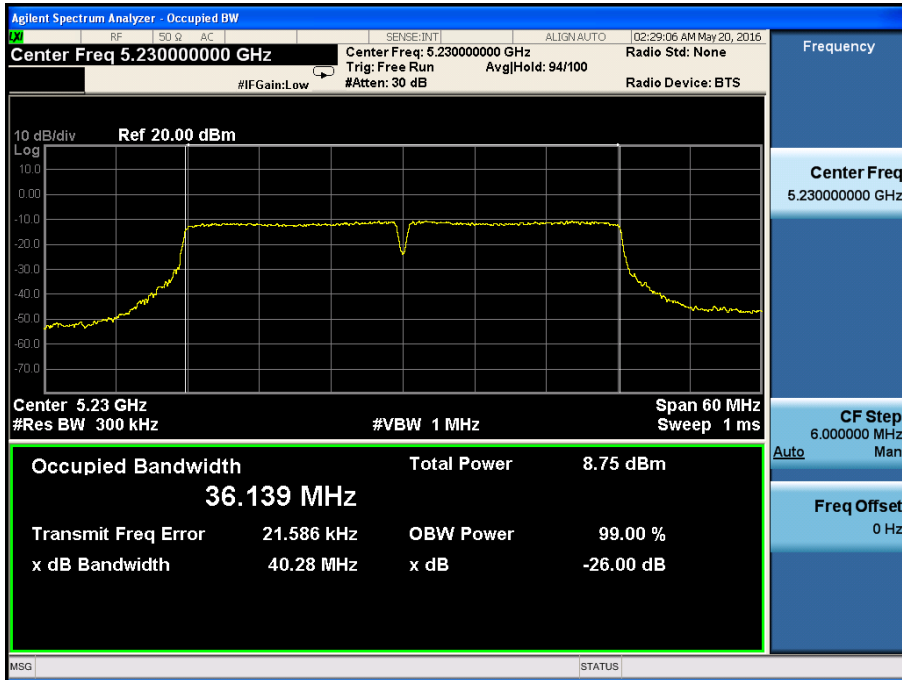 Agilent Spectrum Analyzer - Occupied BW
LXI RF 50 Ω AC SENSE:INT ALIGN AUTO 02:29:06 AM May 20, 2016
Center Freq 5.230000000 GHz
Center Freq: 5.230000000 GHz
Radio Std: None
Trig: Free Run Avg|Hold: 94/100
#IFGain:Low
#Atten: 30 dB
Radio Device: BTS
10 dB/div Ref 20.00 dBm
Log
10.0
0.00
-10.0
-20.0
-30.0
-40.0
-50.0
-60.0
-70.0
Center 5.23 GHz Span 60 MHz
#Res BW 300 kHz #VBW 1 MHz Sweep 1 ms
Occupied Bandwidth Total Power 8.75 dBm
36.139 MHz
Transmit Freq Error 21.586 kHz OBW Power 99.00 %
x dB Bandwidth 40.28 MHz x dB -26.00 dB
MSG STATUS
Frequency
Center Freq
5.230000000 GHz
CF Step
6.000000 MHz
Auto Man
Freq Offset
0 Hz